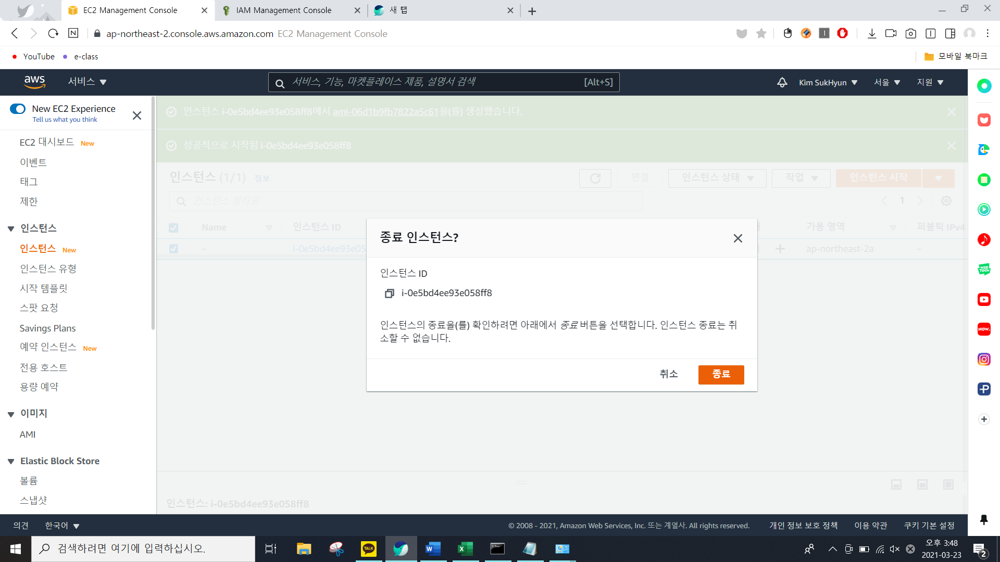 EC2 Management Console
IAM Management Console
새 탭
ap-northeast-2.console.aws.amazon.com EC2 Management Console
YouTube
e-class
모바일 북마크
aws
서비스
서비스, 기능, 마켓플레이스 제품, 설명서 검색
[Alt+S]
Kim SukHyun
서울
지원
New EC2 Experience
Tell us what you think
EC2 대시보드 New
이벤트
태그
제한
인스턴스
인스턴스 New
인스턴스 유형
시작 템플릿
스팟 요청
Savings Plans
예약 인스턴스 New
전용 호스트
용량 예약
이미지
AMI
Elastic Block Store
볼륨
스냅샷
인스턴스 i-0e5bd4ee93e058ff8에서 ami-06d1b9fb7822a5c61을(를) 생성했습니다.
성공적으로 시작됨 i-0e5bd4ee93e058ff8
인스턴스 (1/1) 정보
연결
인스턴스 상태
작업
인스턴스 시작
인스턴스 필터링
1
Name
인스턴스 ID
가용 영역
퍼블릭 IPv4
–
i-0e5bd4ee93e05
ap-northeast-2a
–
종료 인스턴스?
인스턴스 ID
i-0e5bd4ee93e058ff8
인스턴스의 종료을(를) 확인하려면 아래에서 종료 버튼을 선택합니다. 인스턴스 종료는 취
소할 수 없습니다.
취소
종료
인스턴스: i-0e5bd4ee93e058ff8
의견
한국어
© 2008 - 2021, Amazon Web Services, Inc. 또는 계열사. All rights reserved.
개인 정보 보호 정책
이용 약관
쿠키 기본 설정
WEB
TOON
NOW.
검색하려면 여기에 입력하십시오.
TALK
오후 3:48
2021-03-23
2